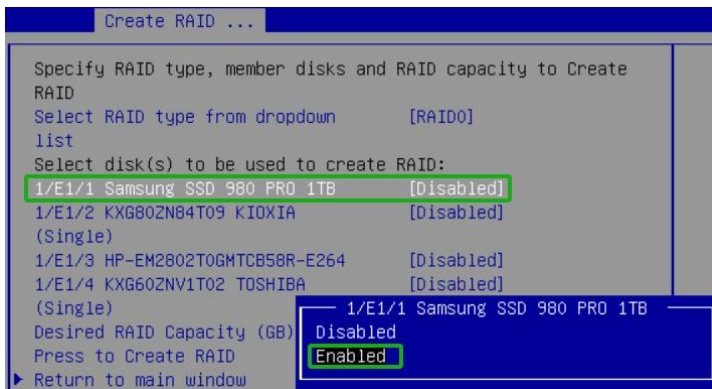 Create RAID ...
Specify RAID type, member disks and RAID capacity to Create
RAID
Select RAID type from dropdown [RAID0]
list
Select disk(s) to be used to create RAID:
1/E1/1 Samsung SSD 980 PRO 1TB [Disabled]
1/E1/2 KXG80ZN84T09 KIOXIA [Disabled]
(Single)
1/E1/3 HP-EM2802T0GMTCB58R-E264 [Disabled]
1/E1/4 KXG60ZNV1T02 TOSHIBA [Disabled]
(Single)
1/E1/1 Samsung SSD 980 PRO 1TB
Desired RAID Capacity (GB) Disabled
Press to Create RAID Enabled
Return to main window